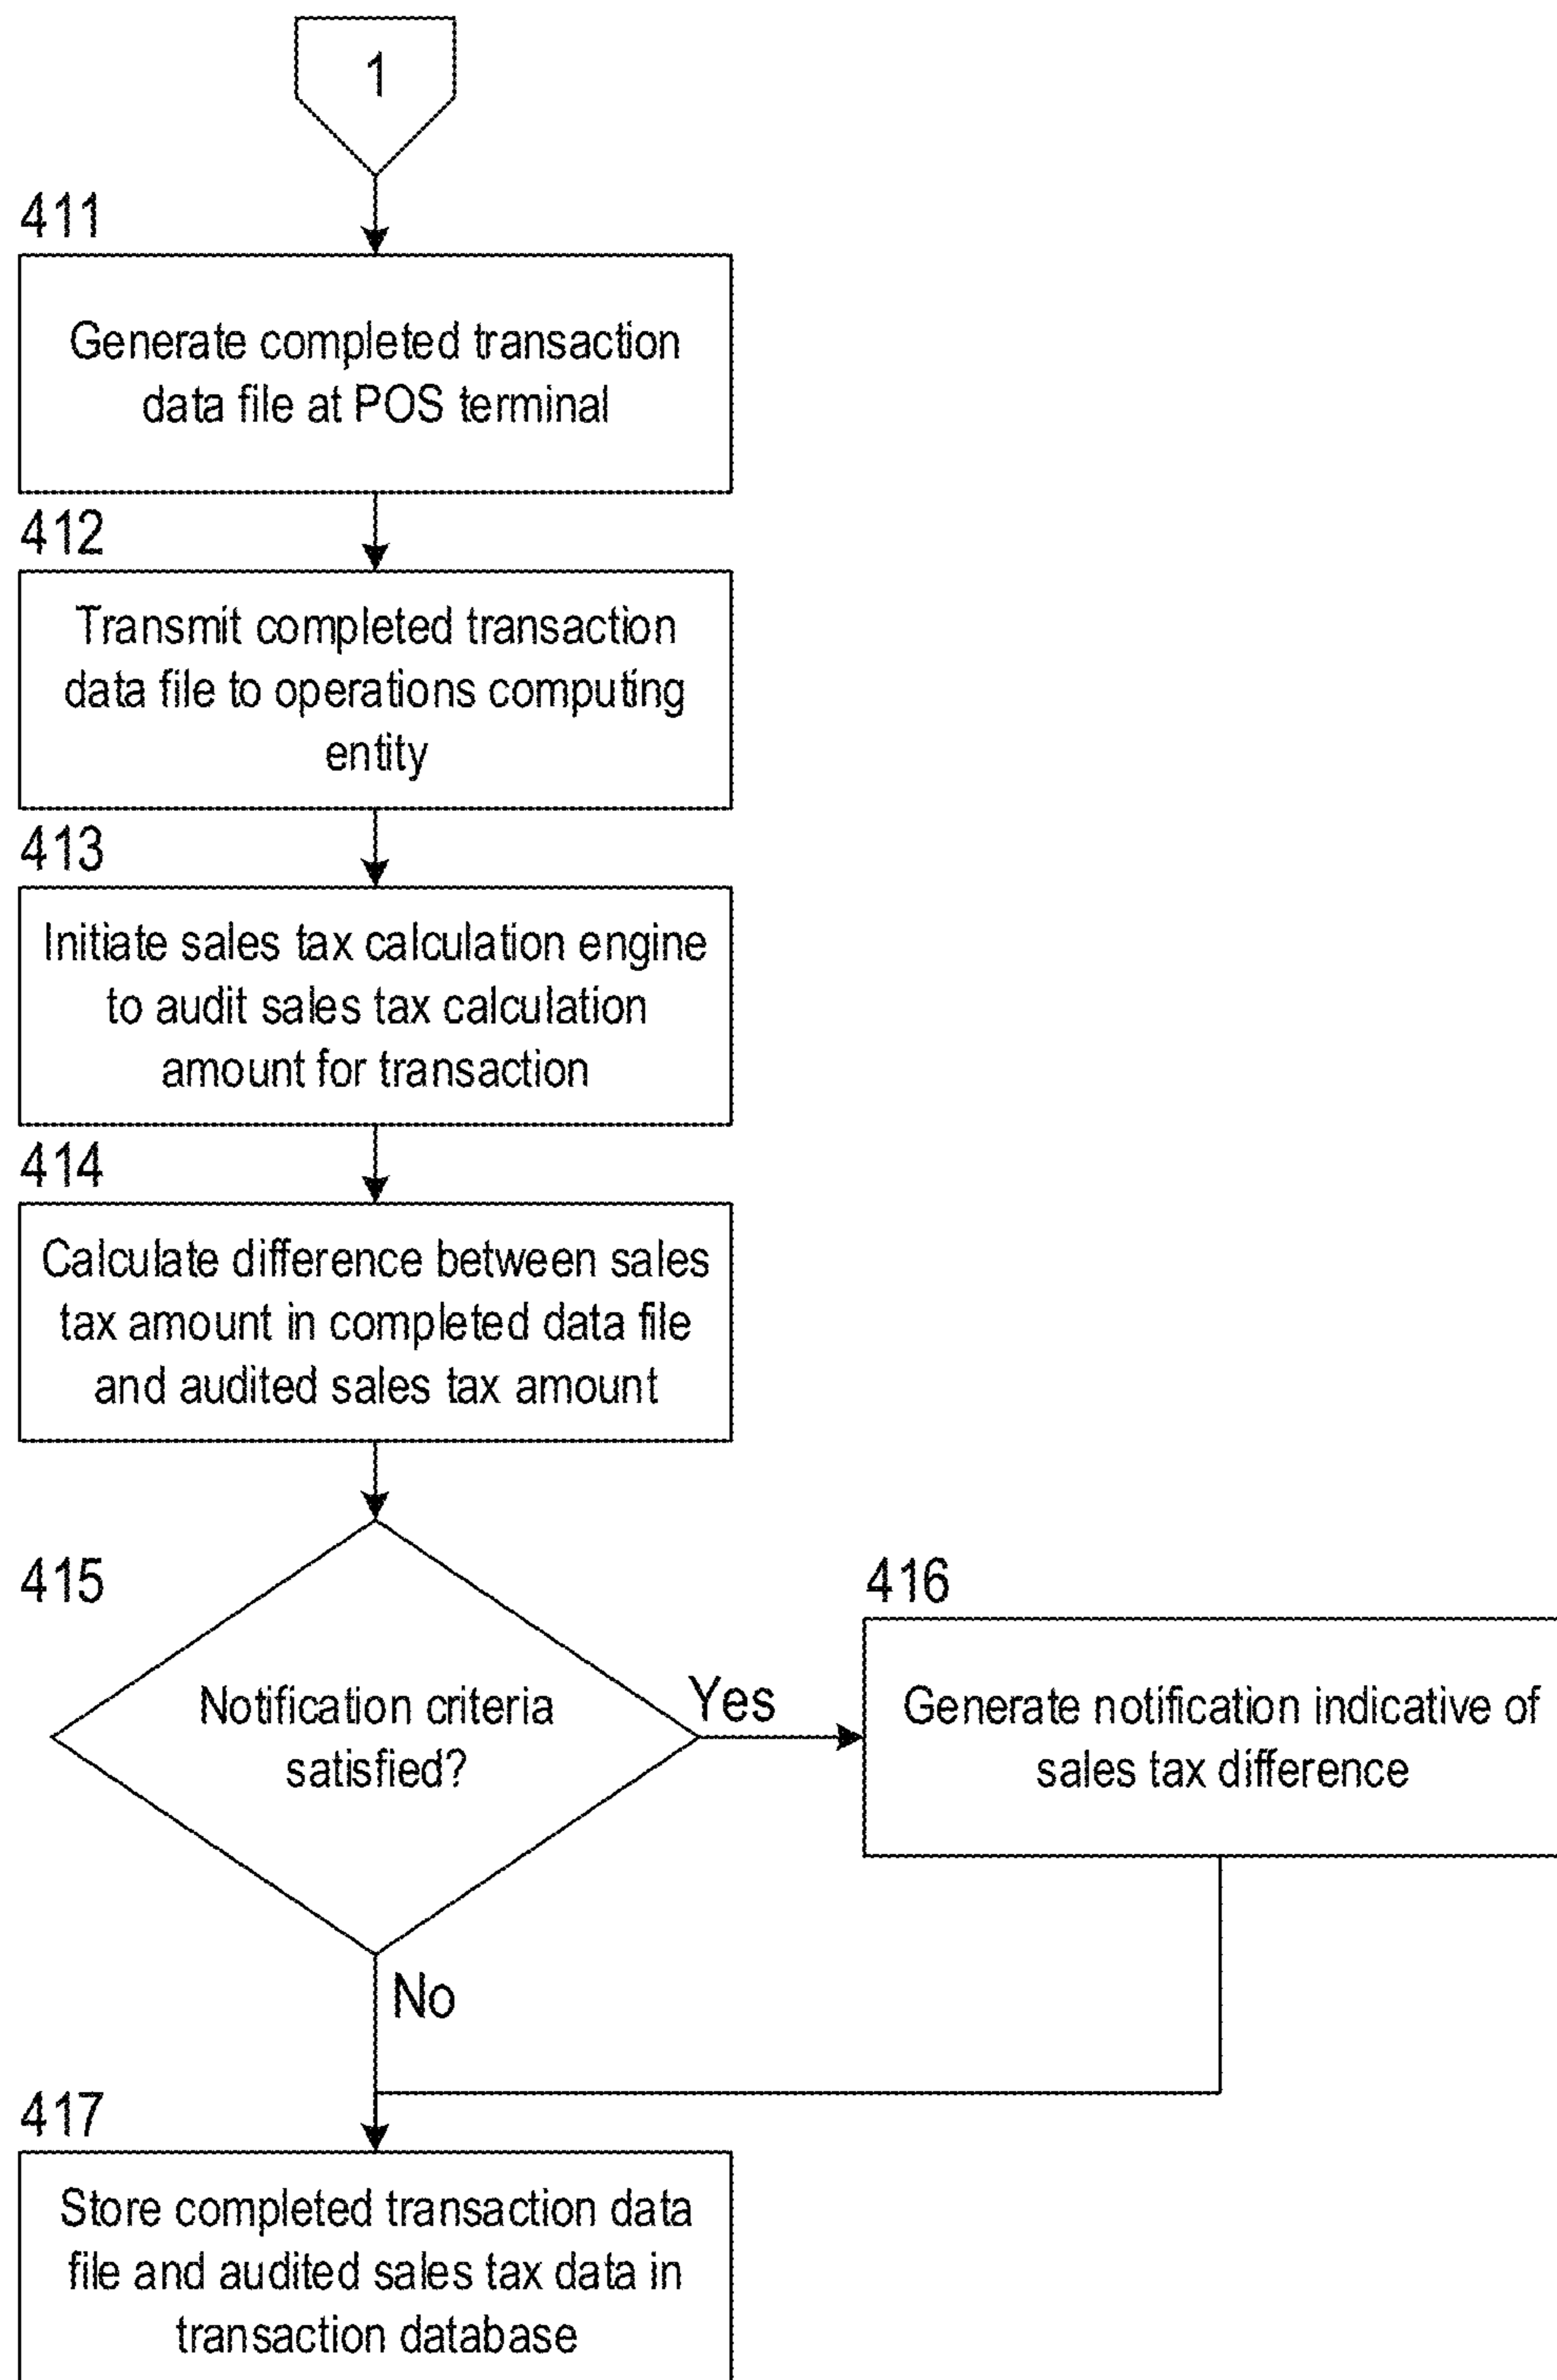 1
411
Generate completed transaction
data file at POS terminal
412
Transmit completed transaction
data file to operations computing
entity
413
Initiate sales tax calculation engine
to audit sales tax calculation
amount for transaction
414
Calculate difference between sales
tax amount in completed data file
and audited sales tax amount
415
Notification criteria
satisfied?
Yes
416
Generate notification indicative of
sales tax difference
No
417
Store completed transaction data
file and audited sales tax data in
transaction database